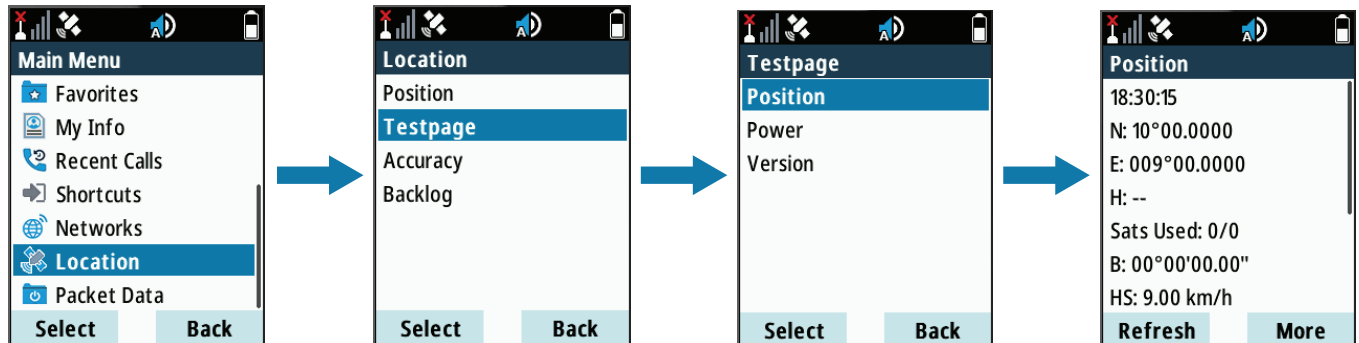 A
Main Menu
Favorites
My Info
Recent Calls
Shortcuts
Networks
Location
Packet Data
Select Back
A
Location
Position
Testpage
Accuracy
Backlog
Select Back
A
Testpage
Position
Power
Version
Select Back
A
Position
18:30:15
N: 10°00.0000
E: 009°00.0000
H: --
Sats Used: 0/0
B: 00°00'00.00"
HS: 9.00 km/h
Refresh More